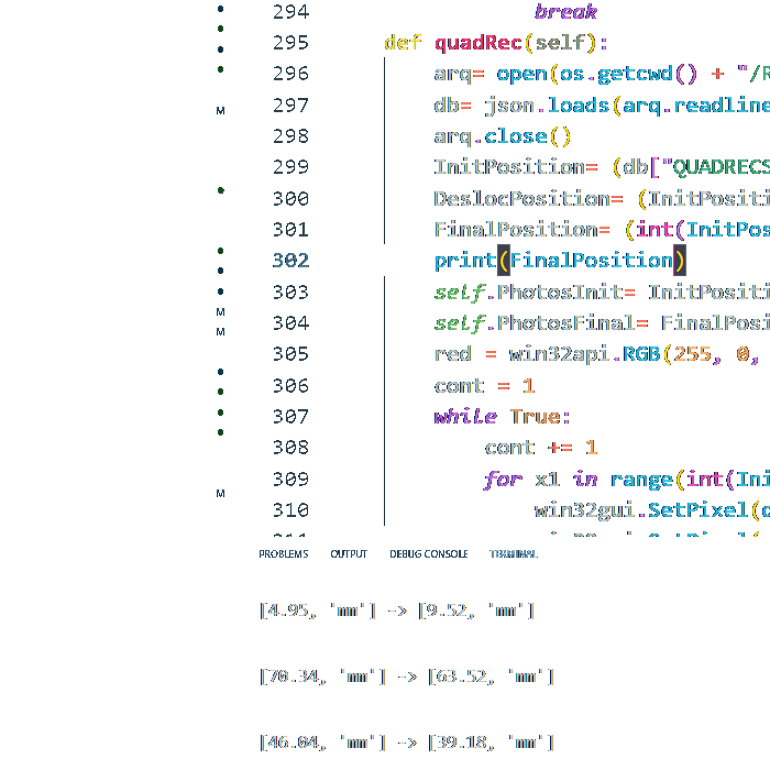 294 break
295 def quadRec(self):
296 arq= open(os.getcwd() + "/R
297 db= json.loads(arq.readline
298 arq.close()
299 InitPosition= (db["QUADRECS
300 DeslocPosition= (InitPositi
301 FinalPosition= (int(InitPos
302 print(FinalPosition)
303 self.PhotosInit= InitPositi
304 self.PhotosFinal= FinalPosi
305 red = win32api.RGB(255, 0,
306 cont = 1
307 while True:
308 cont += 1
309 for x1 in range(int(Ini
310 win32gui.SetPixel(d
M
M
M
M
PROBLEMS OUTPUT DEBUG CONSOLE TERMINAL
[4.95, 'mm'] -> [9.52, 'mm']
[70.34, 'mm'] -> [63.52, 'mm']
[46.04, 'mm'] -> [39.18, 'mm']